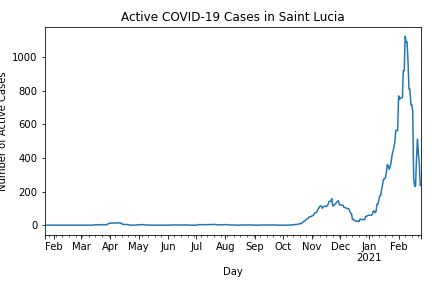 Active COVID-19 Cases in Saint Lucia
Number of Active Cases
1000
800
600
400
200
0
Feb Mar Apr May Jun Jul Aug Sep Oct Nov Dec Jan Feb
2021
Day